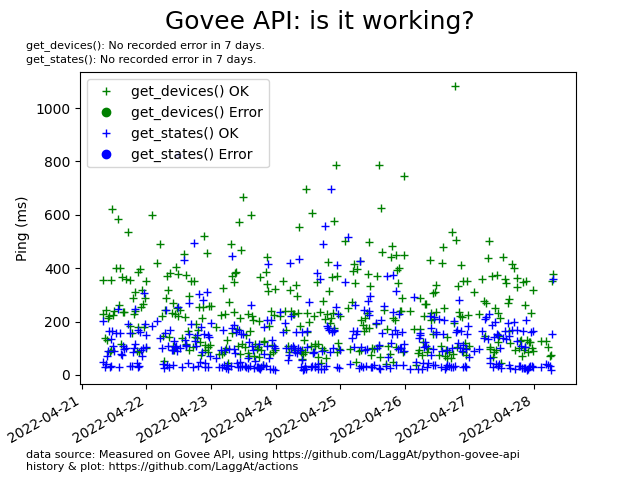 Govee API: is it working?
get_devices(): No recorded error in 7 days.
get_states(): No recorded error in 7 days.
get_devices() OK
get_devices() Error
get_states() OK
get_states() Error
Ping (ms)
1000
800
600
400
200
0
2022-04-21
2022-04-22
2022-04-23
2022-04-24
2022-04-25
2022-04-26
2022-04-27
2022-04-28
data source: Measured on Govee API, using https://github.com/LaggAt/python-govee-api
history & plot: https://github.com/LaggAt/actions